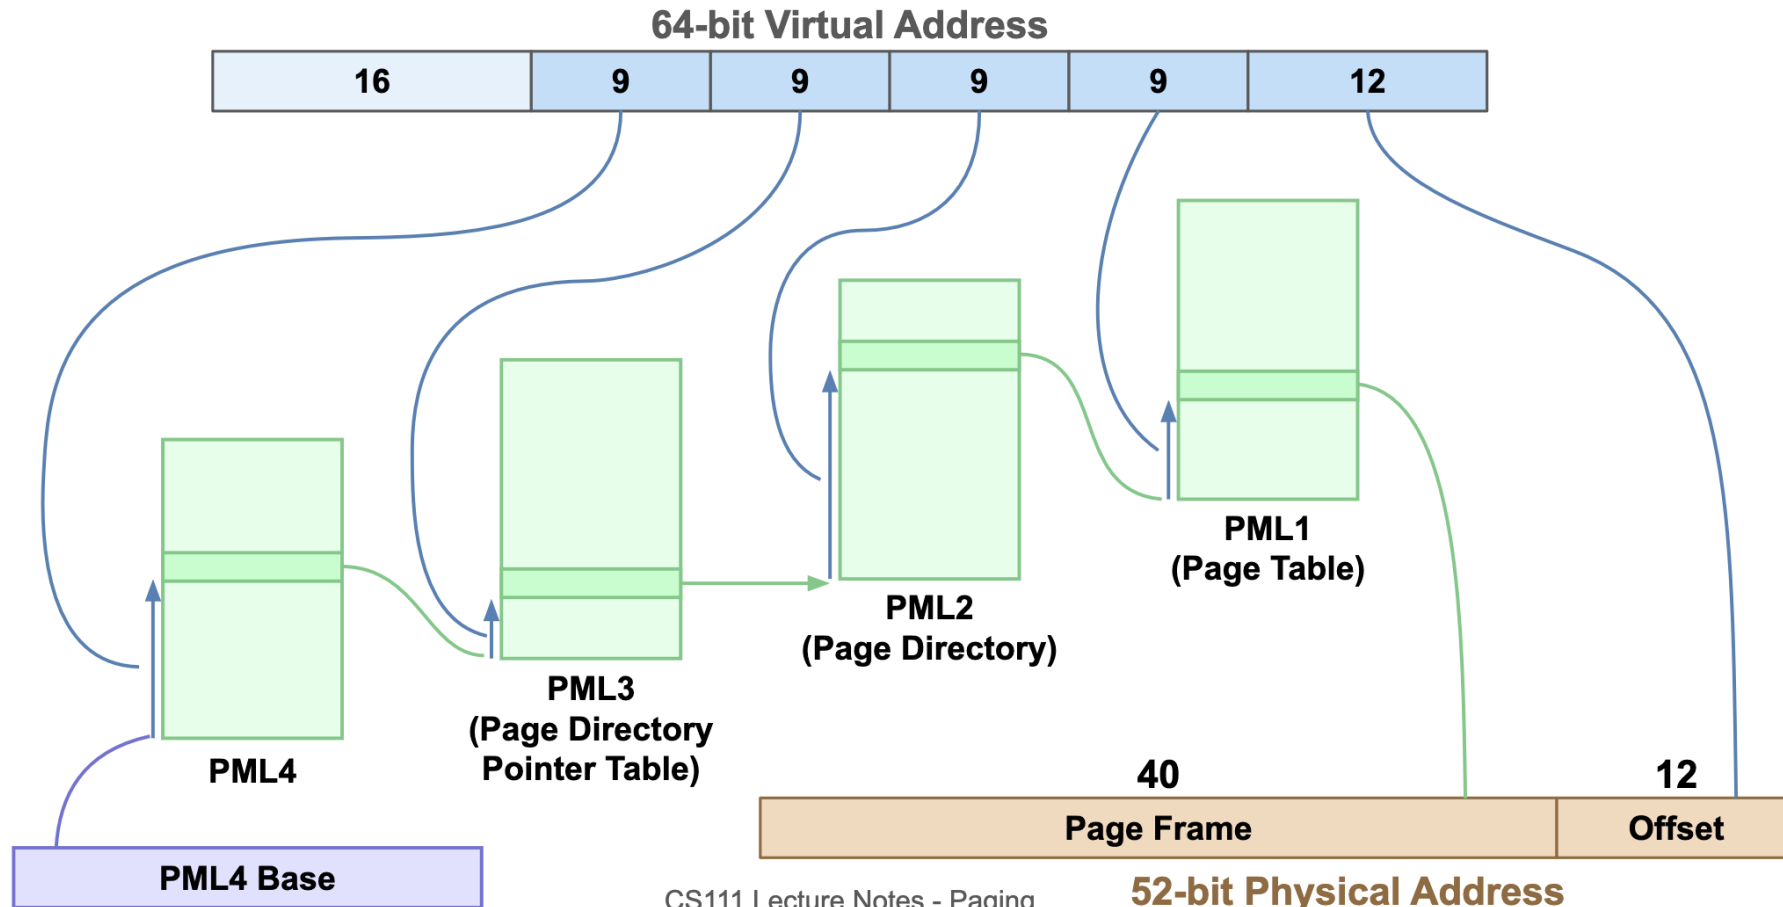 64-bit Virtual Address
16 9 9 9 9 12
PML1
(Page Table)
PML2
(Page Directory)
PML3
(Page Directory
Pointer Table)
PML4
40 12
Page Frame Offset
PML4 Base
CS111 Lecture Notes - Paging
52-bit Physical Address